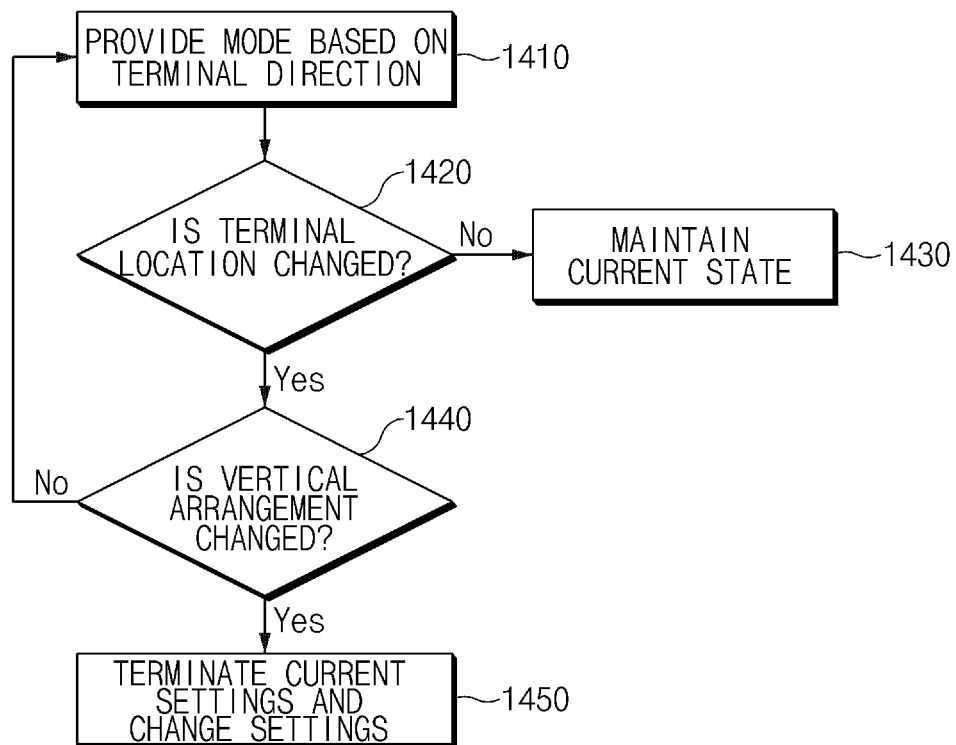 PROVIDE MODE BASED ON
TERMINAL DIRECTION
1410
1420
IS TERMINAL
LOCATION CHANGED?
No
MAINTAIN
CURRENT STATE
1430
Yes
1440
No
IS VERTICAL
ARRANGEMENT
CHANGED?
Yes
TERMINATE CURRENT
SETTINGS AND
CHANGE SETTINGS
1450